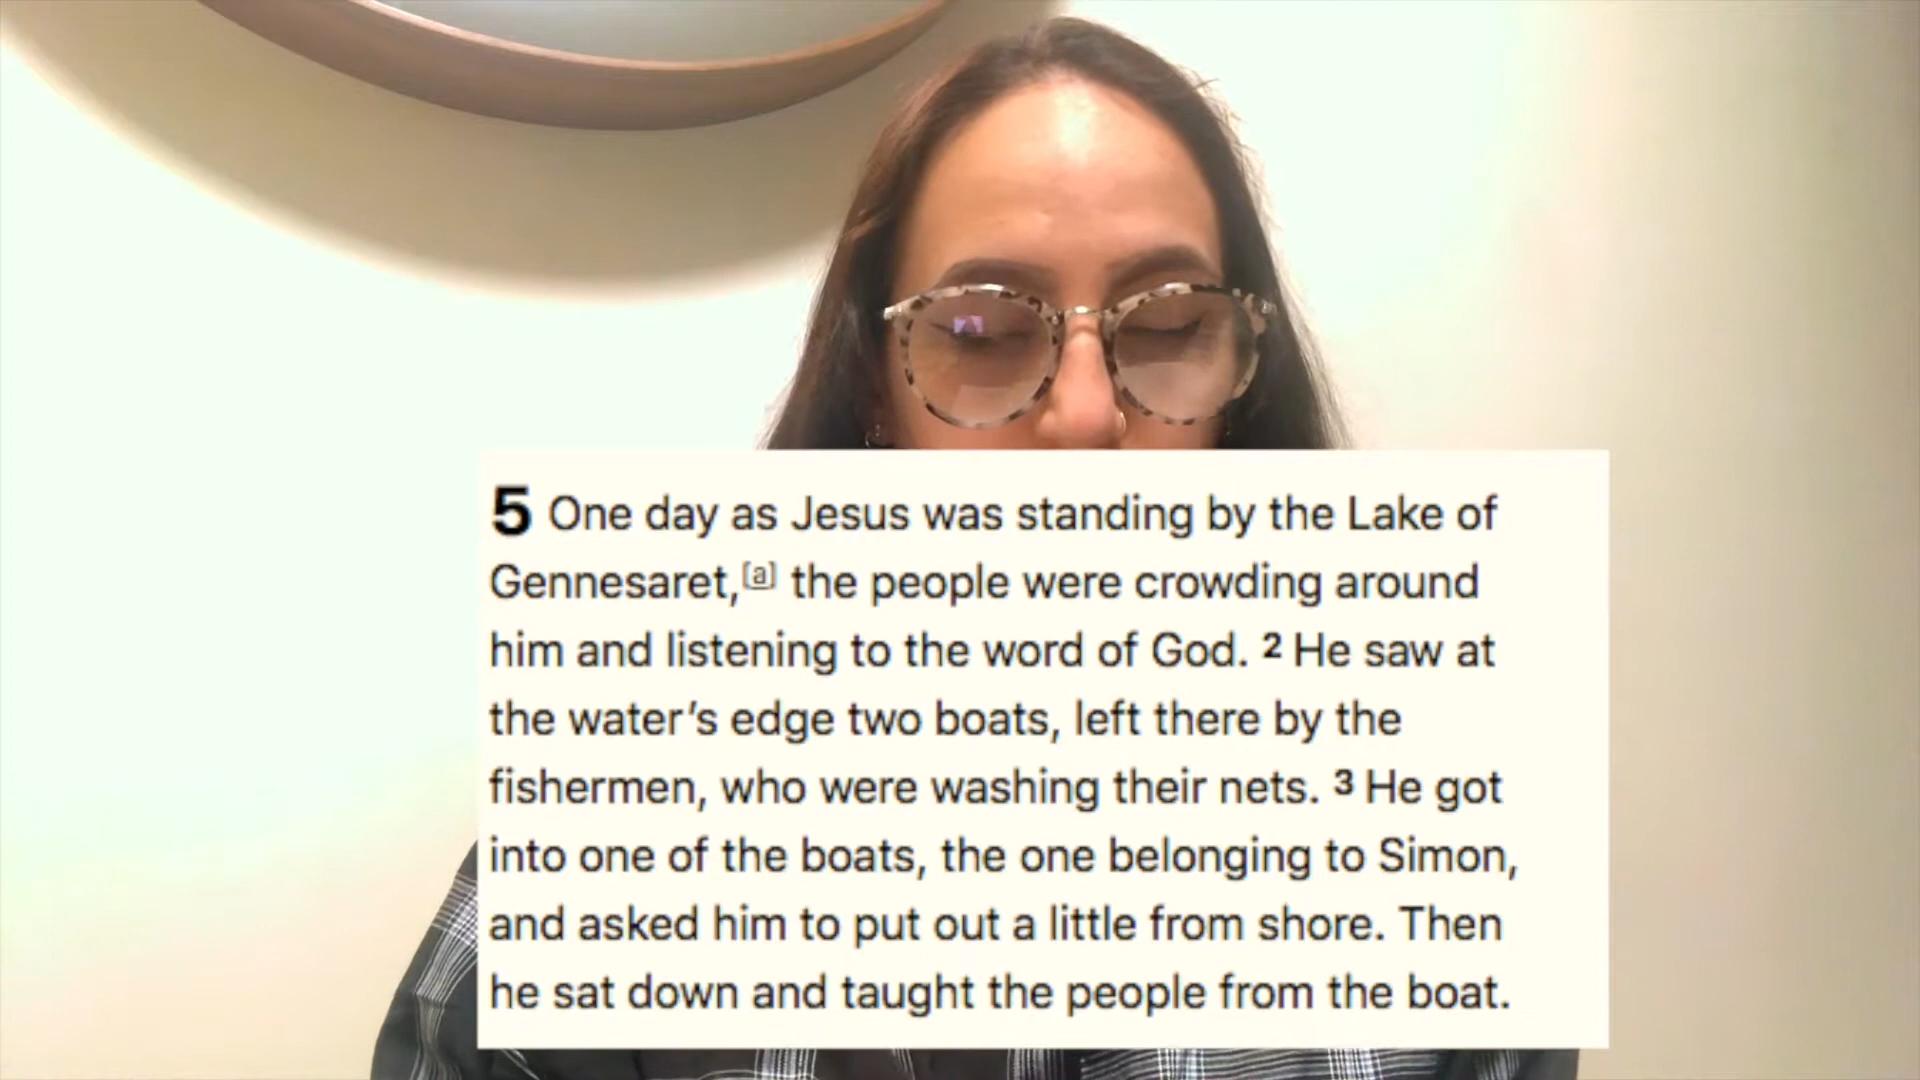 5 One day as Jesus was standing by the Lake of
Gennesaret,[a] the people were crowding around
him and listening to the word of God. 2 He saw at
the water’s edge two boats, left there by the
fishermen, who were washing their nets. 3 He got
into one of the boats, the one belonging to Simon,
and asked him to put out a little from shore. Then
he sat down and taught the people from the boat.